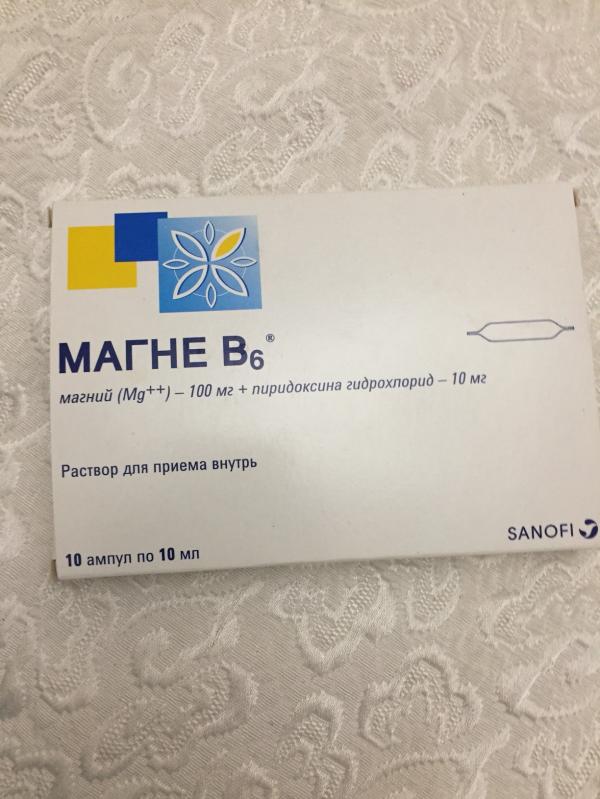 МАГНЕ В6®
магний (Mg++) – 100 мг + пиридоксина гидрохлорид – 10 мг
Раствор для приема внутрь
10 ампул по 10 мл
SANOFI